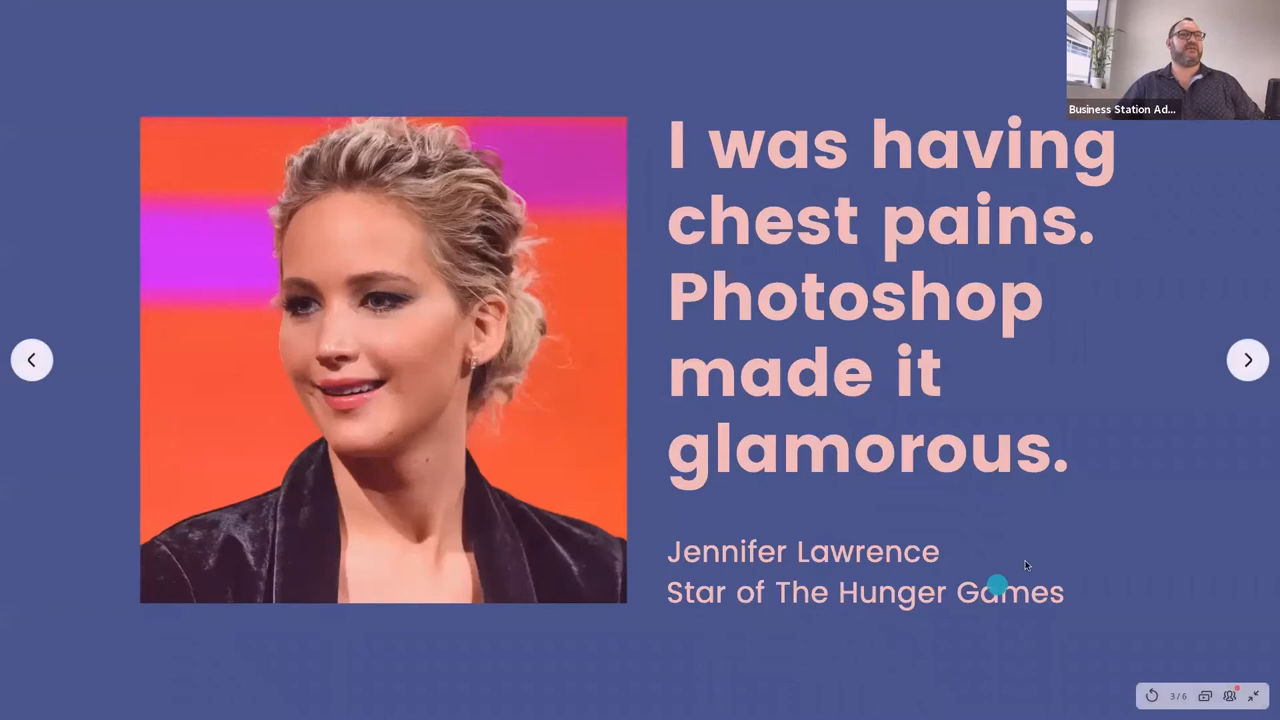 Business Station Ad...
I was having
chest pains.
Photoshop
made it
glamorous.
Jennifer Lawrence
Star of The Hunger Games
3/6